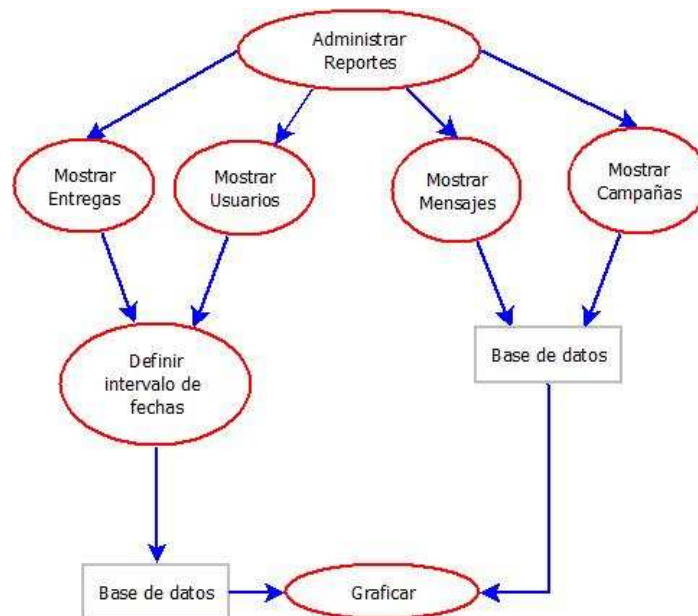 Administrar
Reportes
Mostrar
Entregas
Mostrar
Usuarios
Mostrar
Mensajes
Mostrar
Campañas
Definir
intervalo de
fechas
Base de datos
Base de datos
Graficar